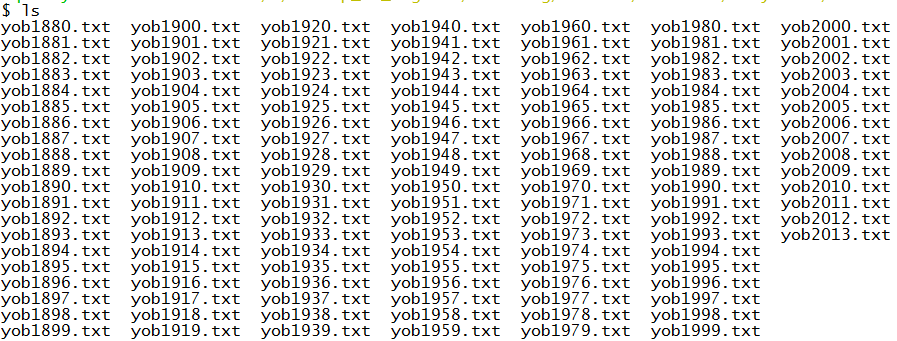 $ ls
yob1880.txt  yob1900.txt  yob1920.txt  yob1940.txt  yob1960.txt  yob1980.txt  yob2000.txt
yob1881.txt  yob1901.txt  yob1921.txt  yob1941.txt  yob1961.txt  yob1981.txt  yob2001.txt
yob1882.txt  yob1902.txt  yob1922.txt  yob1942.txt  yob1962.txt  yob1982.txt  yob2002.txt
yob1883.txt  yob1903.txt  yob1923.txt  yob1943.txt  yob1963.txt  yob1983.txt  yob2003.txt
yob1884.txt  yob1904.txt  yob1924.txt  yob1944.txt  yob1964.txt  yob1984.txt  yob2004.txt
yob1885.txt  yob1905.txt  yob1925.txt  yob1945.txt  yob1965.txt  yob1985.txt  yob2005.txt
yob1886.txt  yob1906.txt  yob1926.txt  yob1946.txt  yob1966.txt  yob1986.txt  yob2006.txt
yob1887.txt  yob1907.txt  yob1927.txt  yob1947.txt  yob1967.txt  yob1987.txt  yob2007.txt
yob1888.txt  yob1908.txt  yob1928.txt  yob1948.txt  yob1968.txt  yob1988.txt  yob2008.txt
yob1889.txt  yob1909.txt  yob1929.txt  yob1949.txt  yob1969.txt  yob1989.txt  yob2009.txt
yob1890.txt  yob1910.txt  yob1930.txt  yob1950.txt  yob1970.txt  yob1990.txt  yob2010.txt
yob1891.txt  yob1911.txt  yob1931.txt  yob1951.txt  yob1971.txt  yob1991.txt  yob2011.txt
yob1892.txt  yob1912.txt  yob1932.txt  yob1952.txt  yob1972.txt  yob1992.txt  yob2012.txt
yob1893.txt  yob1913.txt  yob1933.txt  yob1953.txt  yob1973.txt  yob1993.txt  yob2013.txt
yob1894.txt  yob1914.txt  yob1934.txt  yob1954.txt  yob1974.txt  yob1994.txt
yob1895.txt  yob1915.txt  yob1935.txt  yob1955.txt  yob1975.txt  yob1995.txt
yob1896.txt  yob1916.txt  yob1936.txt  yob1956.txt  yob1976.txt  yob1996.txt
yob1897.txt  yob1917.txt  yob1937.txt  yob1957.txt  yob1977.txt  yob1997.txt
yob1898.txt  yob1918.txt  yob1938.txt  yob1958.txt  yob1978.txt  yob1998.txt
yob1899.txt  yob1919.txt  yob1939.txt  yob1959.txt  yob1979.txt  yob1999.txt